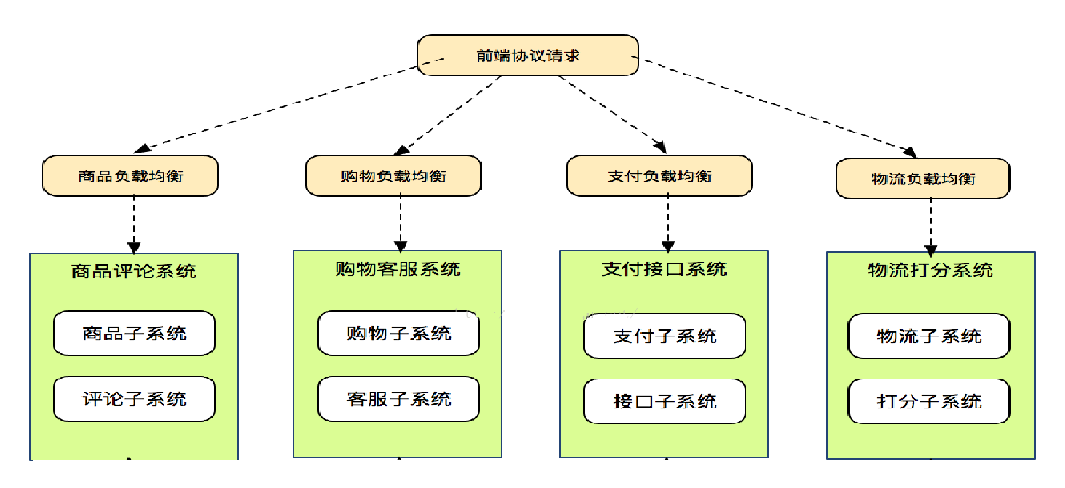 前端协议请求
商品负载均衡
购物负载均衡
支付负载均衡
物流负载均衡
商品评论系统
商品子系统
评论子系统
购物客服系统
购物子系统
客服子系统
支付接口系统
支付子系统
接口子系统
物流打分系统
物流子系统
打分子系统